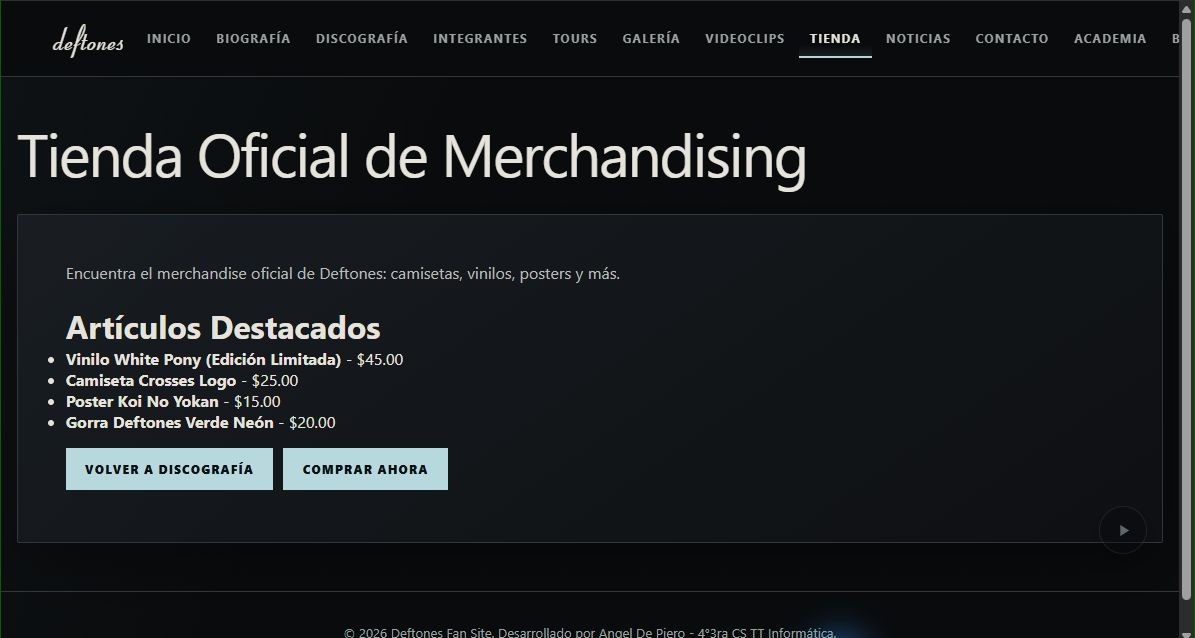 deftones INICIO BIOGRAFÍA DISCOGRAFÍA INTEGRANTES TOURS GALERÍA VIDEOCLIPS TIENDA NOTICIAS CONTACTO ACADEMIA
Tienda Oficial de Merchandising
Encuentra el merchandise oficial de Deftones: camisetas, vinilos, posters y más.
Artículos Destacados
Vinilo White Pony (Edición Limitada) - $45.00
Camiseta Crosses Logo - $25.00
Poster Koi No Yokan - $15.00
Gorra Deftones Verde Neón - $20.00
VOLVER A DISCOGRAFÍA COMPRAR AHORA
© 2026 Deftones Fan Site. Desarrollado por Angel De Piero - 4°3ra CS TT Informática.